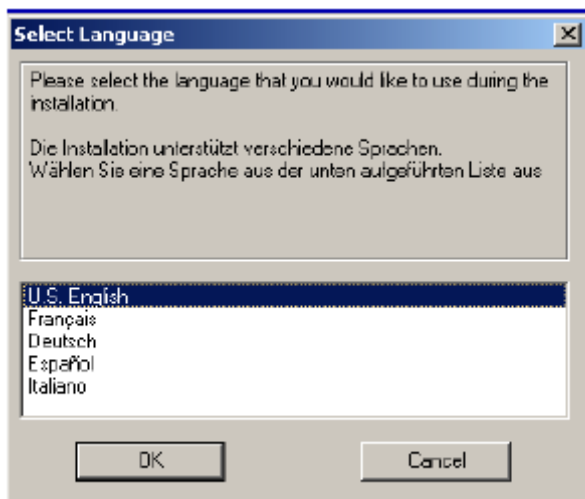 Select Language
Please select the language that you would like to use during the
installation.
Die Installation unterstützt verschiedene Sprachen.
Wählen Sie eine Sprache aus der unten aufgeführten Liste aus
U.S. English
Français
Deutsch
Español
Italiano
OK
Cancel